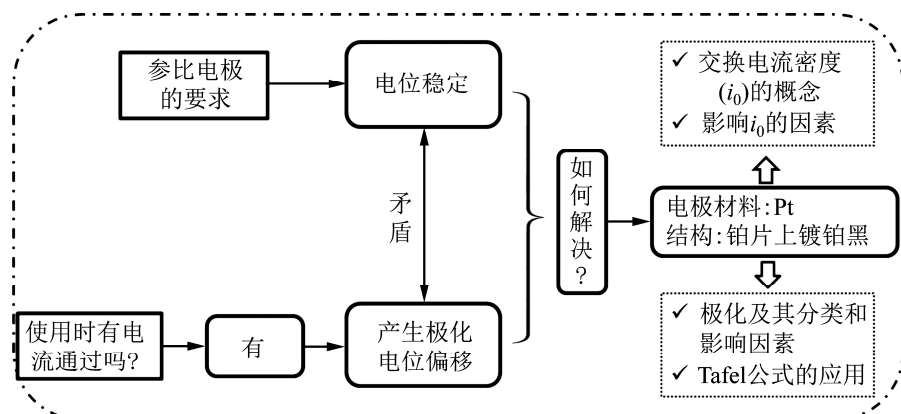 参比电极
的要求
电位稳定
矛
盾
使用时有电
流通过吗?
有
产生极化
电位偏移
如
何
解
决
?
电极材料:Pt
结构:铂片上镀铂黑
✓ 交换电流密度
(i₀)的概念
✓ 影响i₀的因素
✓ 极化及其分类和
影响因素
✓ Tafel公式的应用